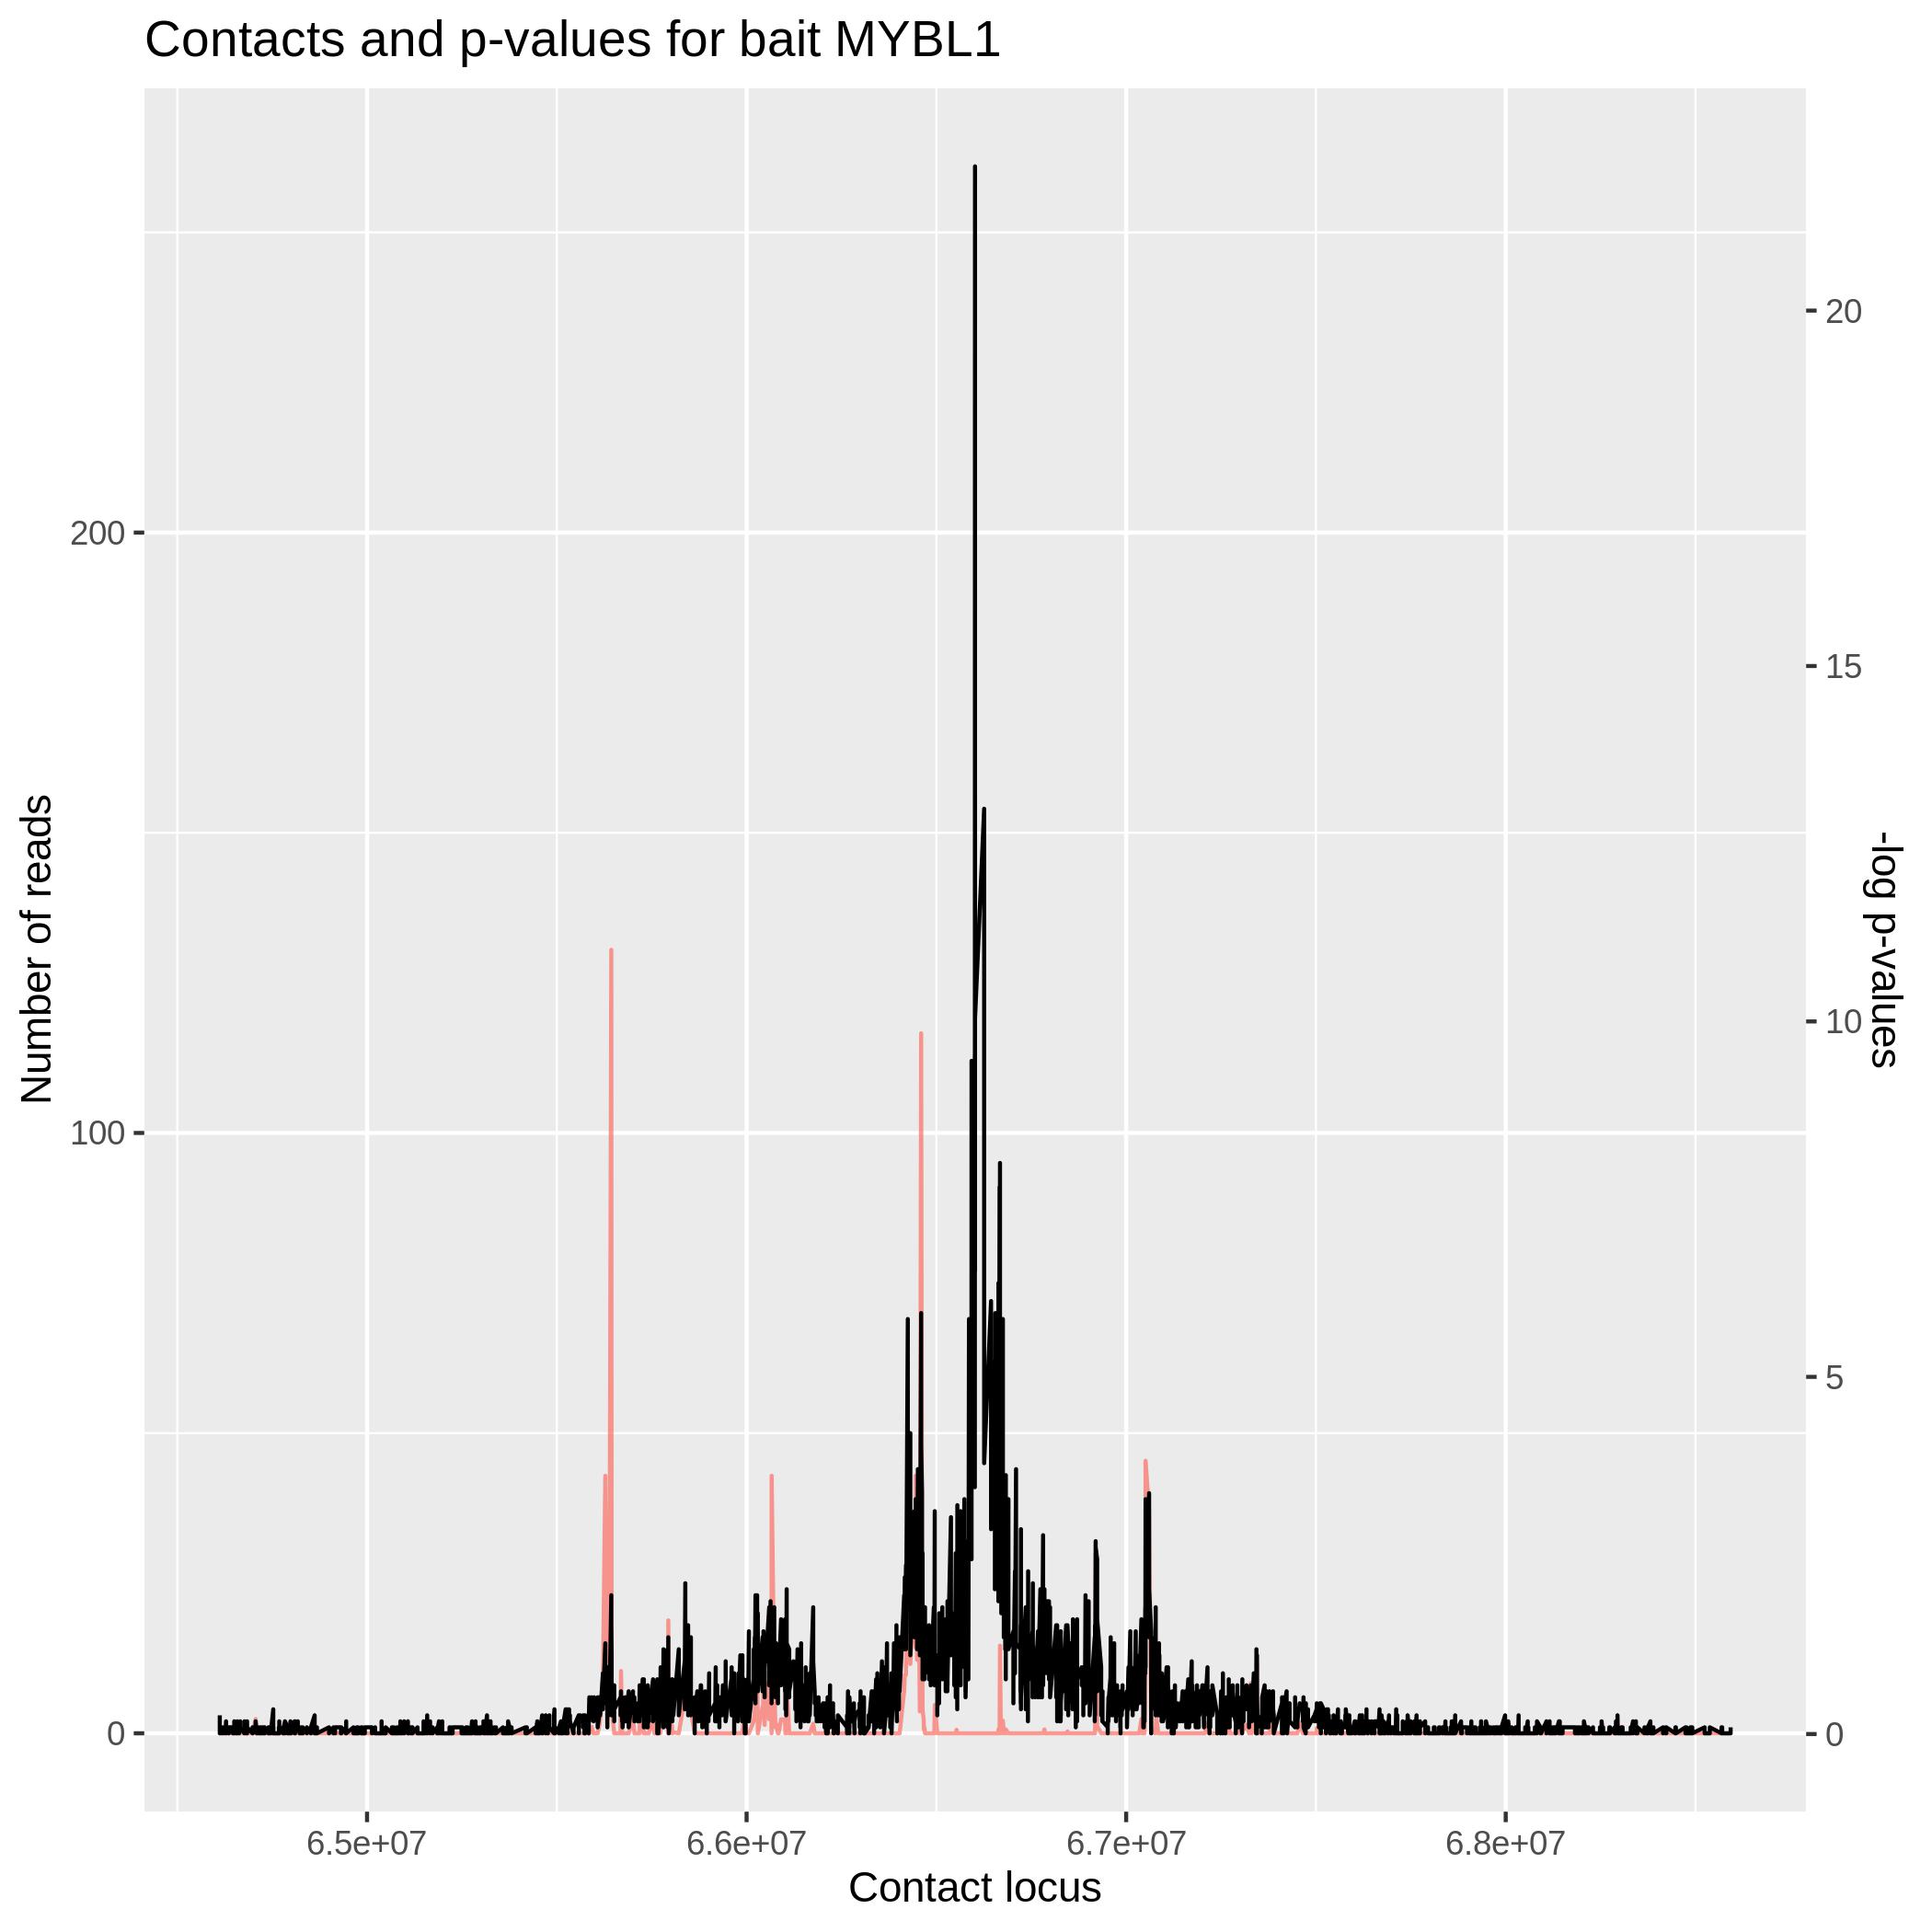 Contacts and p-values for bait MYBL1
Number of reads
200
100
0
20
15
10
5
0
-log p-values
6.5e+07 6.6e+07 6.7e+07 6.8e+07
Contact locus